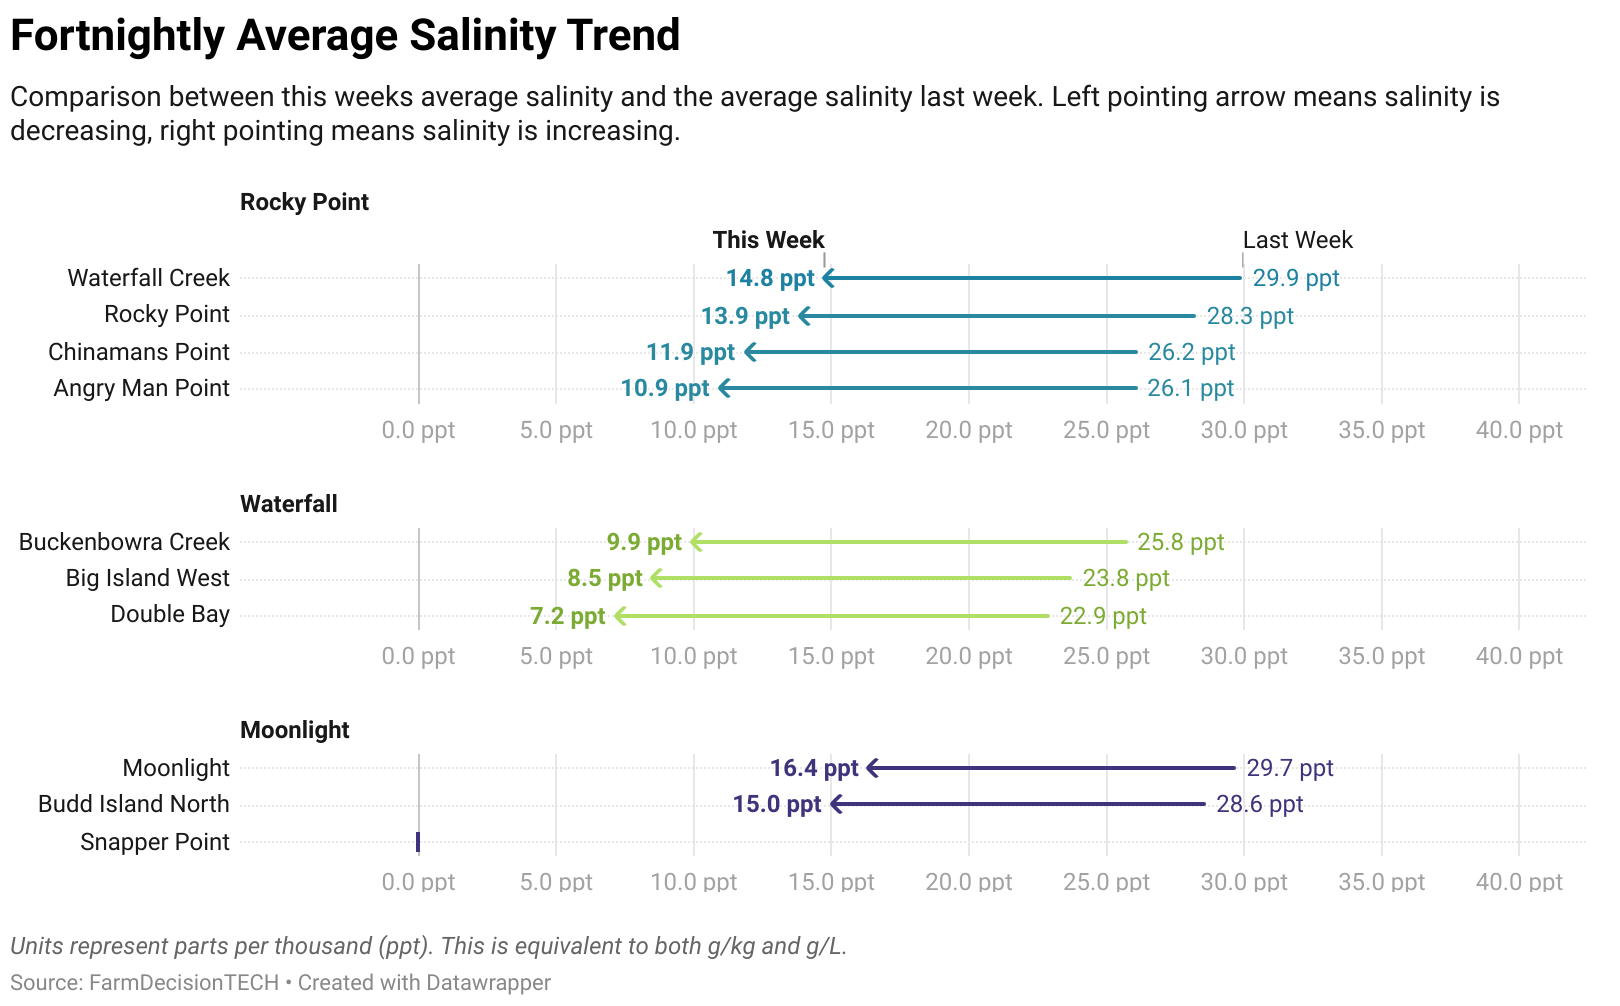 Fortnightly Average Salinity Trend
Comparison between this weeks average salinity and the average salinity last week. Left pointing arrow means salinity is
decreasing, right pointing means salinity is increasing.
Rocky Point
This Week Last Week
Waterfall Creek 14.8 ppt 29.9 ppt
Rocky Point 13.9 ppt 28.3 ppt
Chinamans Point 11.9 ppt 26.2 ppt
Angry Man Point 10.9 ppt 26.1 ppt
0.0 ppt 5.0 ppt 10.0 ppt 15.0 ppt 20.0 ppt 25.0 ppt 30.0 ppt 35.0 ppt 40.0 ppt
Waterfall
Buckenbowra Creek 9.9 ppt 25.8 ppt
Big Island West 8.5 ppt 23.8 ppt
Double Bay 7.2 ppt 22.9 ppt
0.0 ppt 5.0 ppt 10.0 ppt 15.0 ppt 20.0 ppt 25.0 ppt 30.0 ppt 35.0 ppt 40.0 ppt
Moonlight
Moonlight 16.4 ppt 29.7 ppt
Budd Island North 15.0 ppt 28.6 ppt
Snapper Point
0.0 ppt 5.0 ppt 10.0 ppt 15.0 ppt 20.0 ppt 25.0 ppt 30.0 ppt 35.0 ppt 40.0 ppt
Units represent parts per thousand (ppt). This is equivalent to both g/kg and g/L.
Source: FarmDecisionTECH • Created with Datawrapper